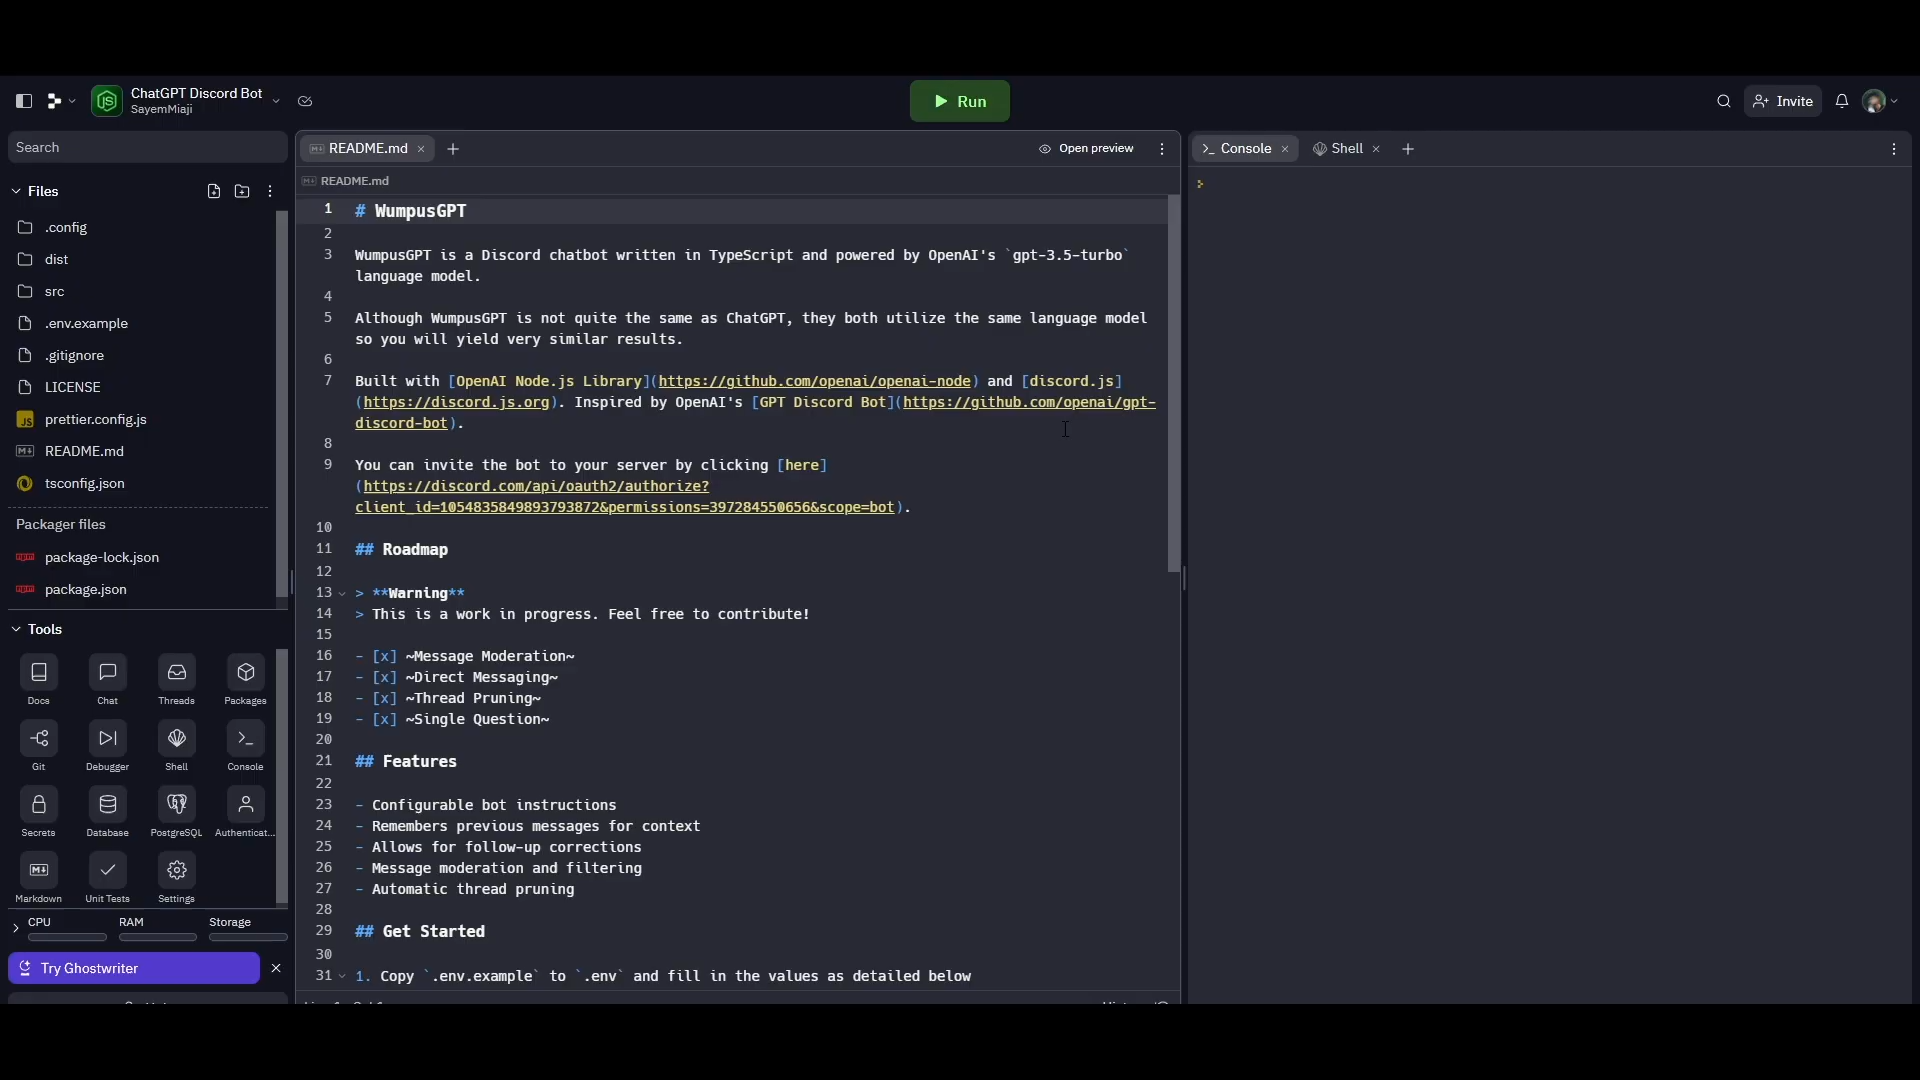 ChatGPT Discord Bot
SayemMiaji
Run
Invite
Search
Files
.config
dist
src
.env.example
.gitignore
LICENSE
prettier.config.js
README.md
tsconfig.json
Packager files
package-lock.json
package.json
Tools
Docs
Chat
Threads
Packages
Git
Debugger
Shell
Console
Secrets
Database
PostgreSQL
Authenticat...
Markdown
Unit Tests
Settings
CPU
RAM
Storage
Try Ghostwriter
README.md
Open preview
README.md
1 # WumpusGPT
2
3 WumpusGPT is a Discord chatbot written in TypeScript and powered by OpenAI's `gpt-3.5-turbo`
language model.
4
5 Although WumpusGPT is not quite the same as ChatGPT, they both utilize the same language model
so you will yield very similar results.
6
7 Built with [OpenAI Node.js Library](https://github.com/openai/openai-node) and [discord.js]
(https://discord.js.org). Inspired by OpenAI's [GPT Discord Bot](https://github.com/openai/gpt-
discord-bot).
8
9 You can invite the bot to your server by clicking [here]
(https://discord.com/api/oauth2/authorize?
client_id=1054835849893793872&permissions=397284550656&scope=bot).
10
11 ## Roadmap
12
13 > **Warning**
14 > This is a work in progress. Feel free to contribute!
15
16 - [x] ~Message Moderation~
17 - [x] ~Direct Messaging~
18 - [x] ~Thread Pruning~
19 - [x] ~Single Question~
20
21 ## Features
22
23 - Configurable bot instructions
24 - Remembers previous messages for context
25 - Allows for follow-up corrections
26 - Message moderation and filtering
27 - Automatic thread pruning
28
29 ## Get Started
30
31 1. Copy `.env.example` to `.env` and fill in the values as detailed below
Console
Shell